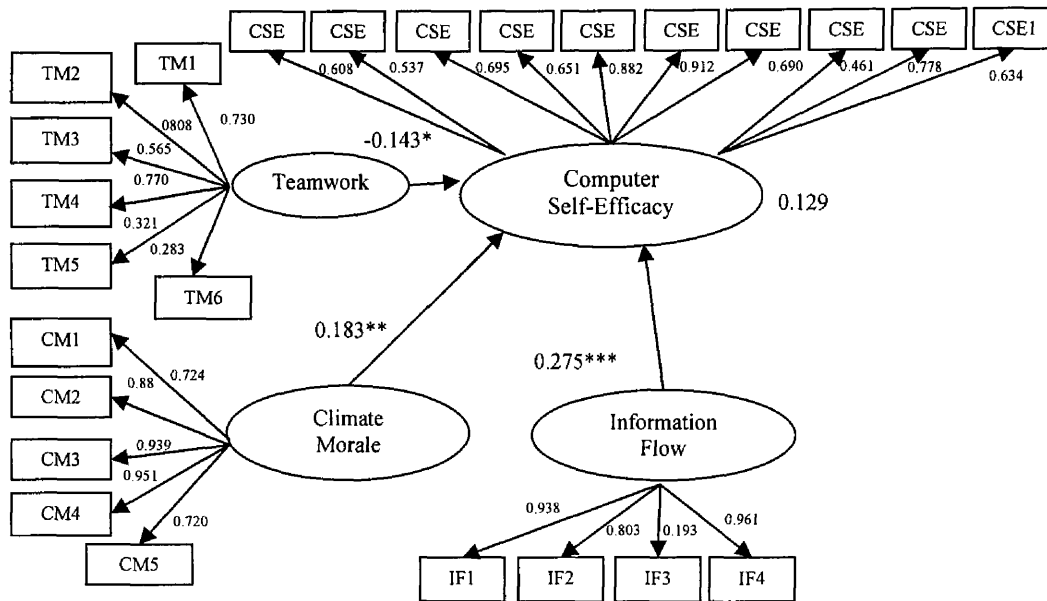 CSE CSE CSE CSE CSE CSE CSE CSE CSE CSE1
0.608 0.537 0.695 0.651 0.882 0.912 0.690 0.461 0.778 0.634
TM2
TM1
0808
0.730
TM3
0.565
-0.143*
TM4
0.770
Teamwork
Computer
Self-Efficacy
0.129
0.321
TM5
0.283
TM6
CM1
0.183**
0.724
0.275***
CM2
0.88
Climate
Morale
Information
Flow
CM3
0.939
CM4
0.951
0.720
CM5
0.938 0.803 0.193 0.961
IF1 IF2 IF3 IF4